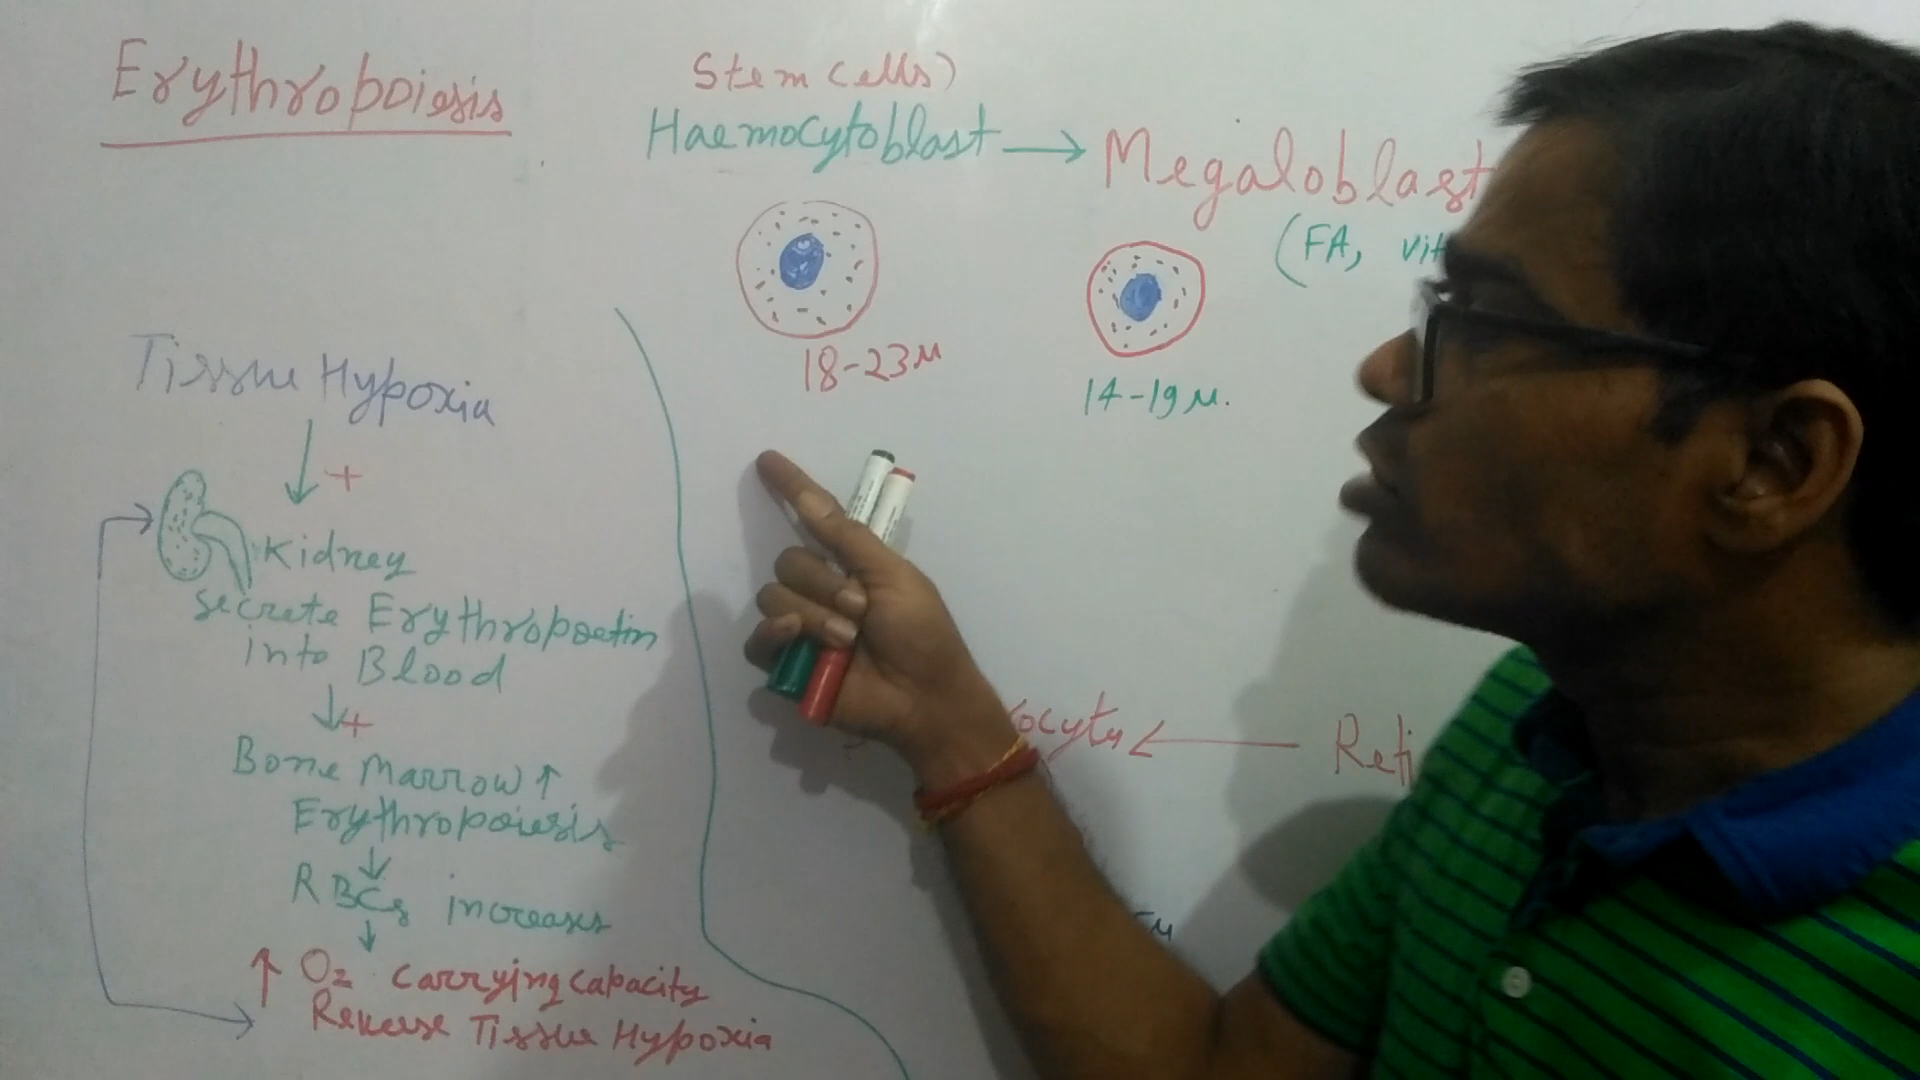 Erythropoiesis
Stem Cells)
Haemocytoblast → Megaloblast
(FA, vit
18-23μ
14-19μ.
Tissue Hypoxia
+
Kidney
Secrete Erythropoetin
into Blood
+
Bone Marrow ↑
Erythropoiesis
RBCs increases
↑ O2 Carrying capacity
Reverse Tissue Hypoxia
ocyte ← Reti
μ